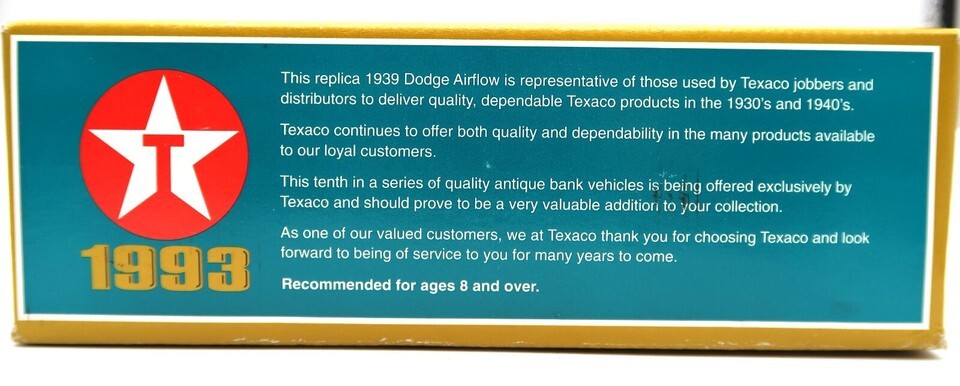 T
1993
This replica 1939 Dodge Airflow is representative of those used by Texaco jobbers and
distributors to deliver quality, dependable Texaco products in the 1930's and 1940's.
Texaco continues to offer both quality and dependability in the many products available
to our loyal customers.
This tenth in a series of quality antique bank vehicles is being offered exclusively by
Texaco and should prove to be a very valuable addition to your collection.
As one of our valued customers, we at Texaco thank you for choosing Texaco and look
forward to being of service to you for many years to come.
Recommended for ages 8 and over.